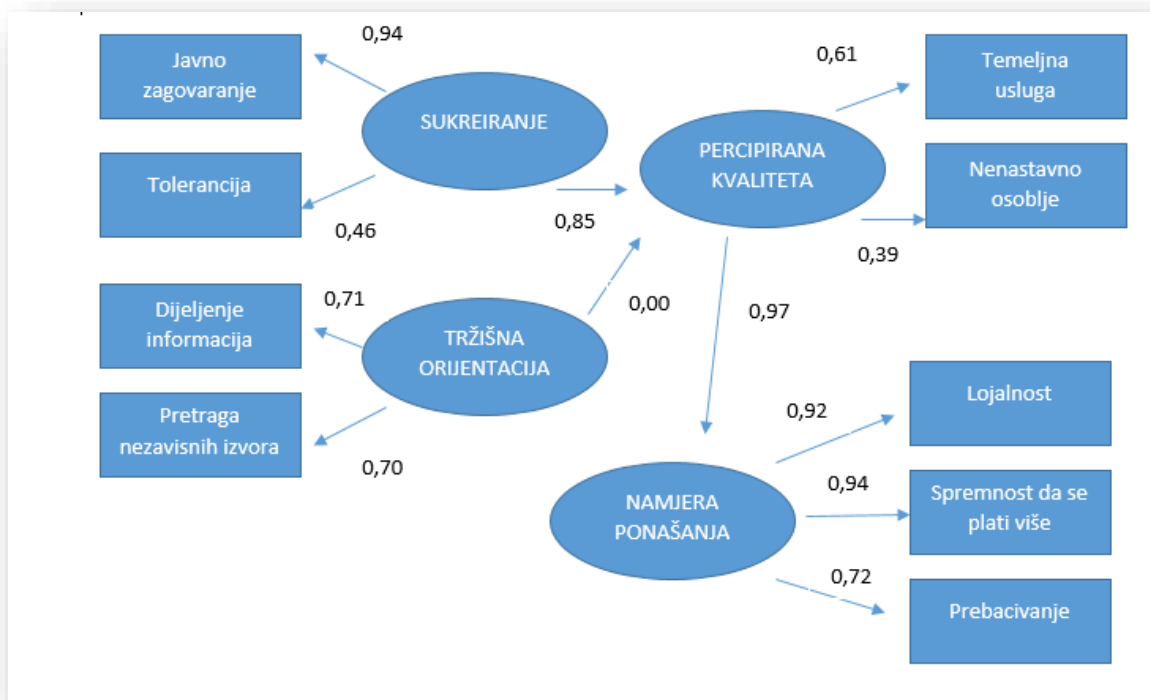 0,94
Javno
zagovaranje
SUKREIRANJE
0,61
Temeljna
usluga
PERCIPIRANA
KVALITETA
Tolerancija
Nenastavno
osoblje
0,46
0,85
0,39
Dijeljenje
informacija
0,71
0,00
0,97
TRŽIŠNA
ORIJENTACIJA
Pretraga
nezavisnih izvora
0,70
0,92
Lojalnost
NAMJERA
PONAŠANJA
0,94
Spremnost da se
plati više
0,72
Prebacivanje